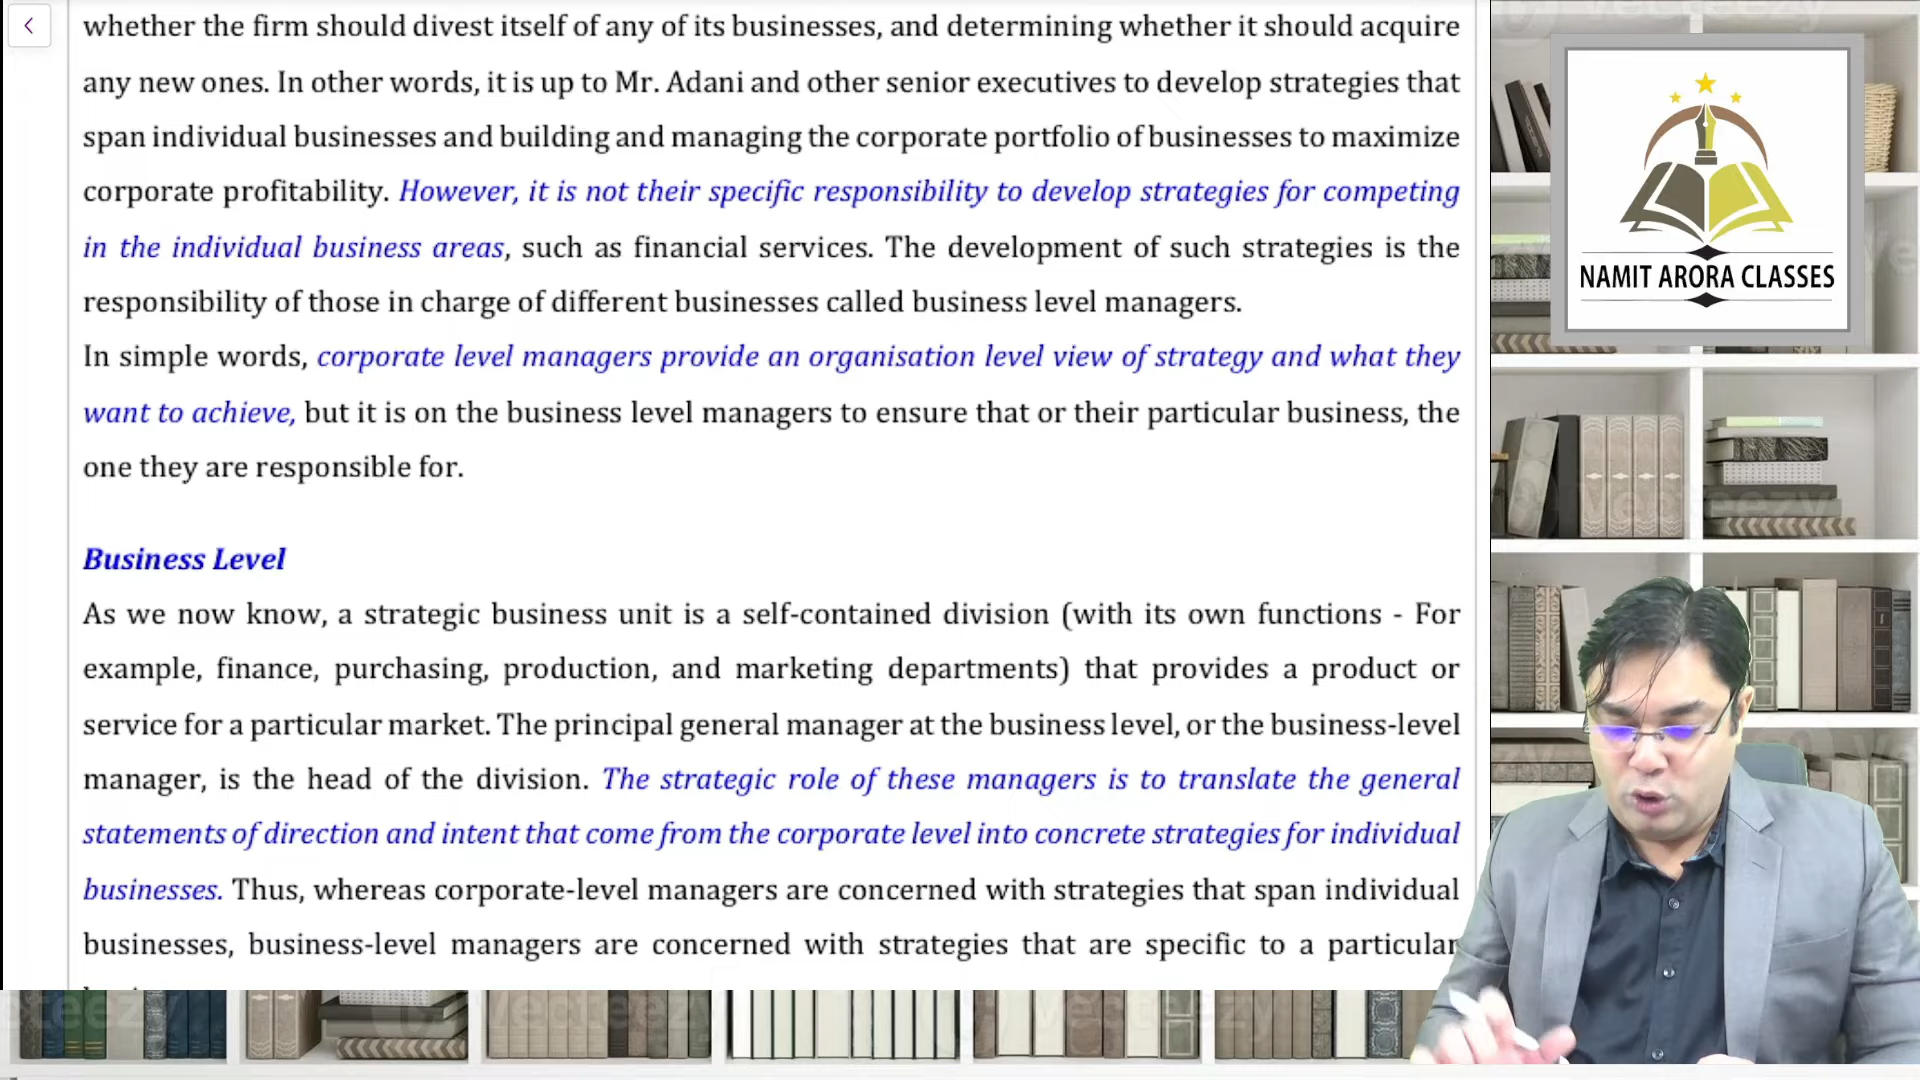 whether the firm should divest itself of any of its businesses, and determining whether it should acquire
any new ones. In other words, it is up to Mr. Adani and other senior executives to develop strategies that
span individual businesses and building and managing the corporate portfolio of businesses to maximize
corporate profitability. However, it is not their specific responsibility to develop strategies for competing
in the individual business areas, such as financial services. The development of such strategies is the
responsibility of those in charge of different businesses called business level managers.
In simple words, corporate level managers provide an organisation level view of strategy and what they
want to achieve, but it is on the business level managers to ensure that or their particular business, the
one they are responsible for.
Business Level
As we now know, a strategic business unit is a self-contained division (with its own functions - For
example, finance, purchasing, production, and marketing departments) that provides a product or
service for a particular market. The principal general manager at the business level, or the business-level
manager, is the head of the division. The strategic role of these managers is to translate the general
statements of direction and intent that come from the corporate level into concrete strategies for individual
businesses. Thus, whereas corporate-level managers are concerned with strategies that span individual
businesses, business-level managers are concerned with strategies that are specific to a particular
NAMIT ARORA CLASSES